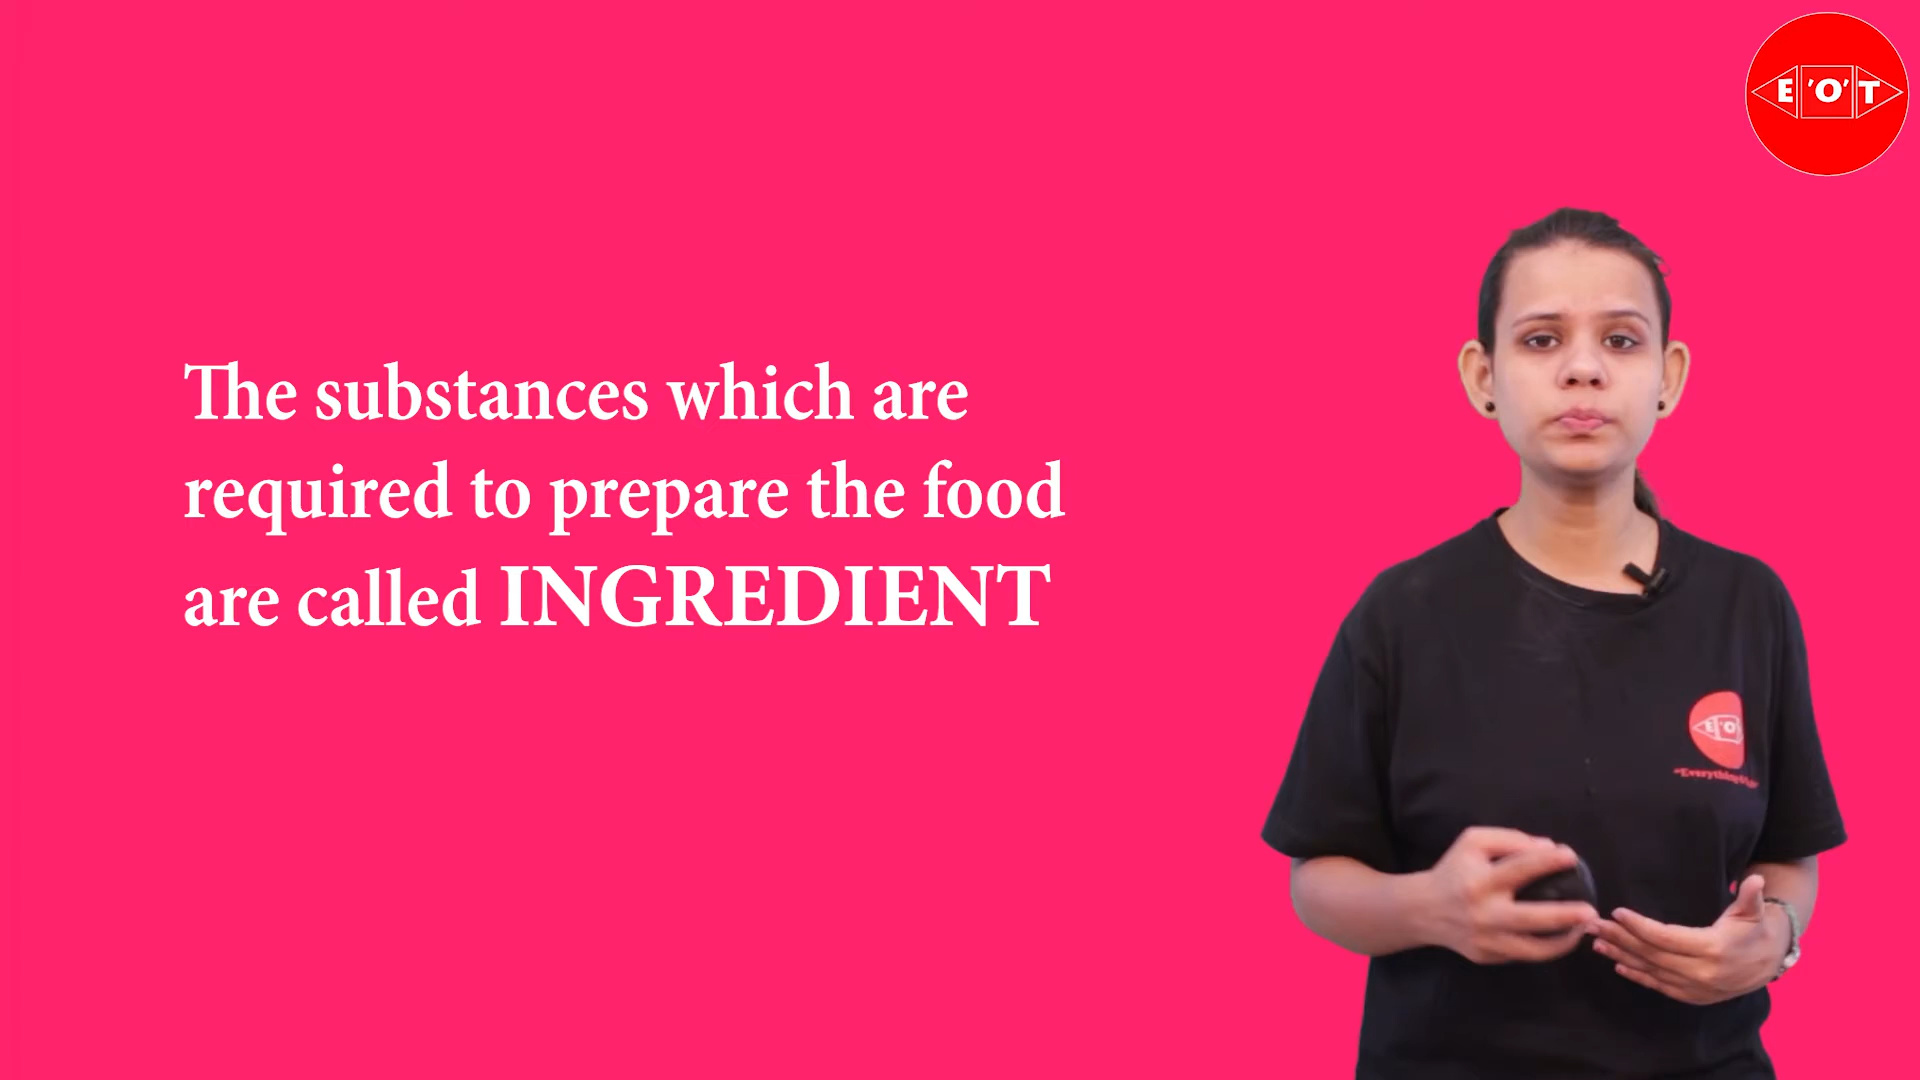 E 'O' T
The substances which are
required to prepare the food
are called INGREDIENT
E 'O'